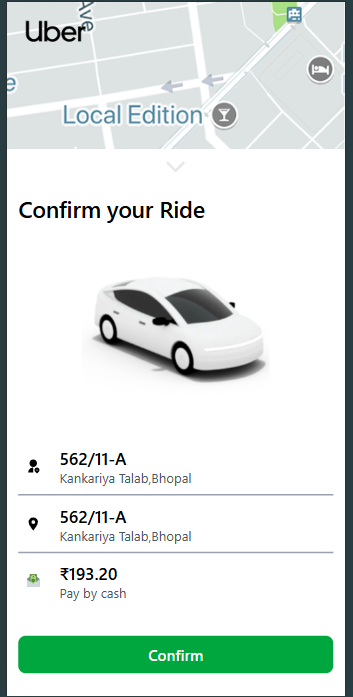 Uber
Ave
e
Local Edition
Confirm your Ride
562/11-A
Kankariya Talab,Bhopal
562/11-A
Kankariya Talab,Bhopal
₹193.20
Pay by cash
Confirm